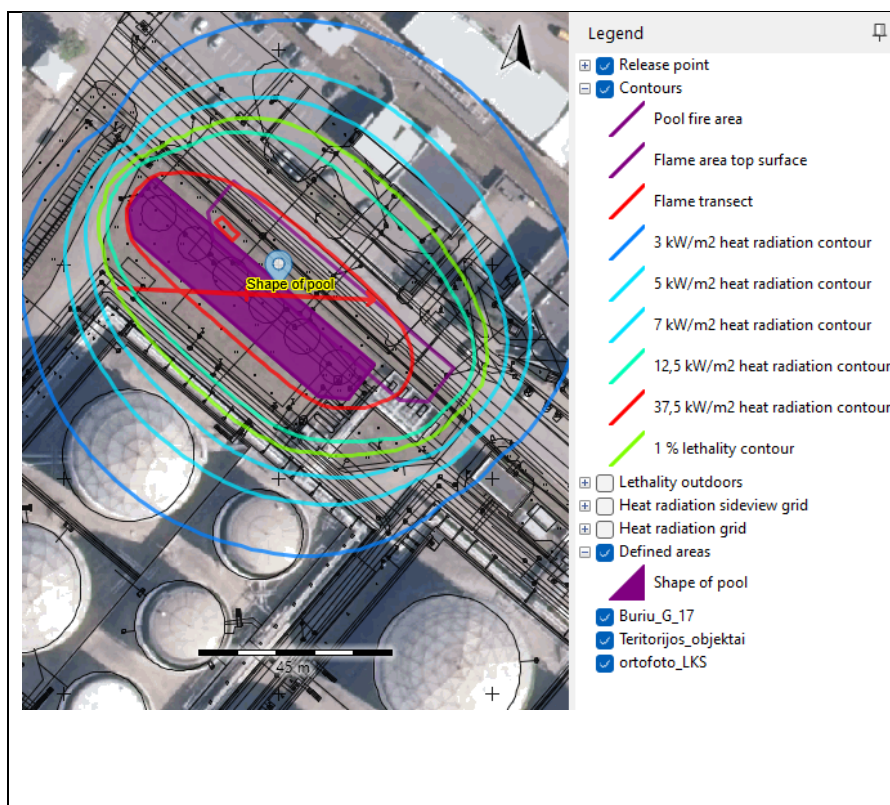 Legend
Release point
Contours
Pool fire area
Flame area top surface
Flame transect
3 kW/m2 heat radiation contour
5 kW/m2 heat radiation contour
7 kW/m2 heat radiation contour
12,5 kW/m2 heat radiation contour
37,5 kW/m2 heat radiation contour
1 % lethality contour
Lethality outdoors
Heat radiation sideview grid
Heat radiation grid
Defined areas
Shape of pool
Buriu_G_17
Teritorijos_objektai
ortofoto_LKS
Shape of pool
45 m